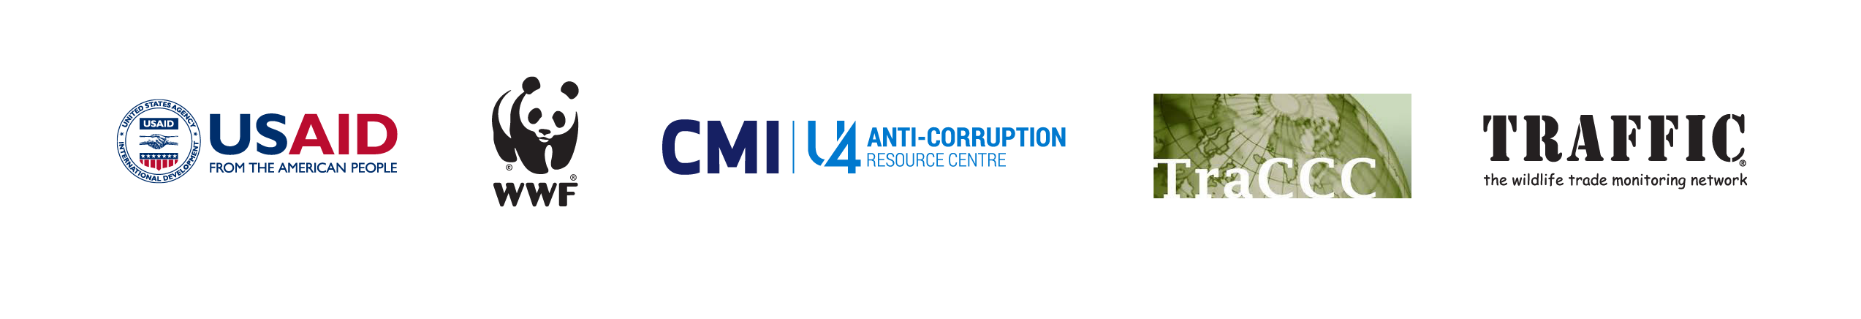 UNITED STATES AGENCY
USAID
INTERNATIONAL DEVELOPMENT
USAID
FROM THE AMERICAN PEOPLE
©
®
WWF
CMI
U4 ANTI-CORRUPTION
RESOURCE CENTRE
TraCCC
TRAFFIC
®
the wildlife trade monitoring network